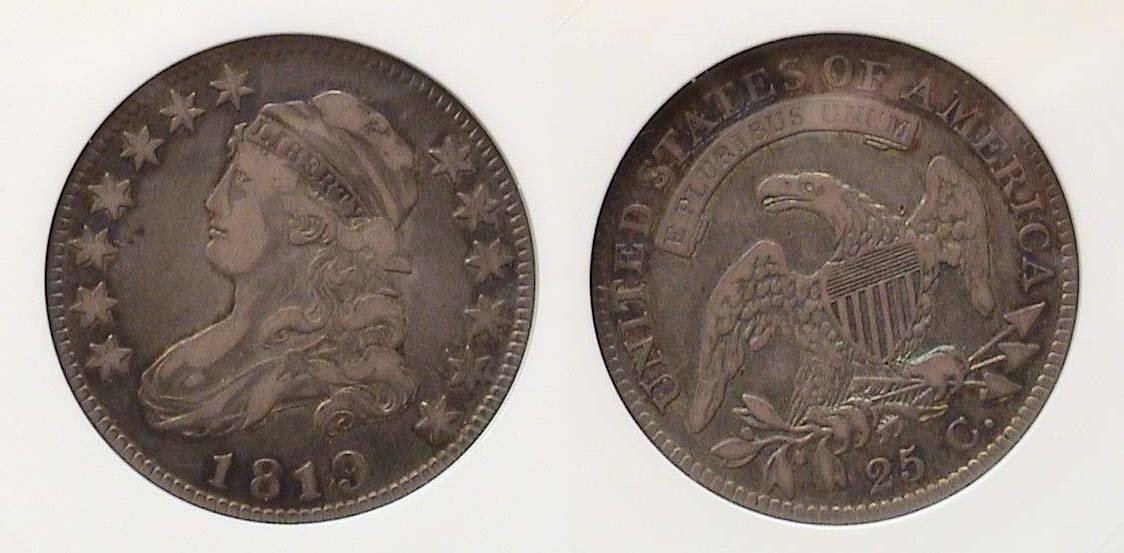 LIBERTY
1819
UNITED STATES OF AMERICA
E PLURIBUS UNUM
25 C.